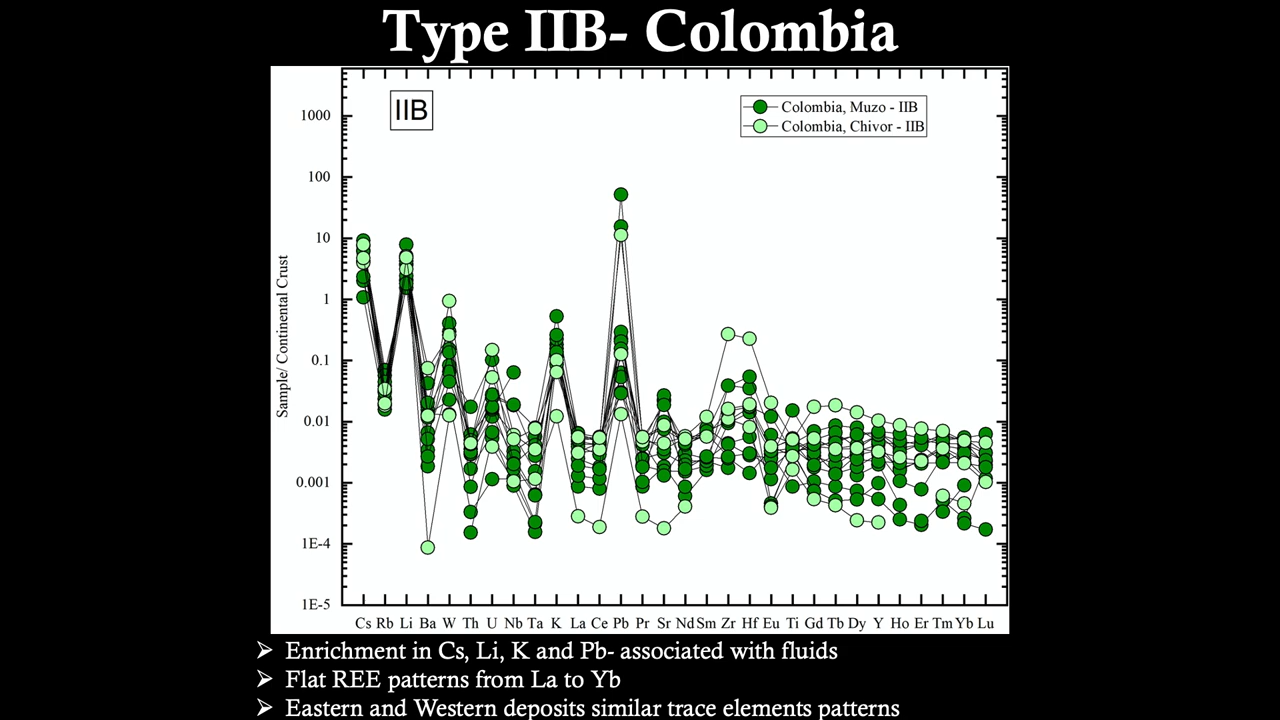 Type IIB- Colombia
IIB
Colombia, Muzo - IIB
Colombia, Chivor - IIB
1000
100
10
1
0.1
0.01
0.001
1E-4
1E-5
Sample/ Continental Crust
Cs Rb Li Ba W Th U Nb Ta K La Ce Pb Pr Sr Nd Sm Zr Hf Eu Ti Gd Tb Dy Y Ho Er Tm Yb Lu
➢ Enrichment in Cs, Li, K and Pb- associated with fluids
➢ Flat REE patterns from La to Yb
➢ Eastern and Western deposits similar trace elements patterns